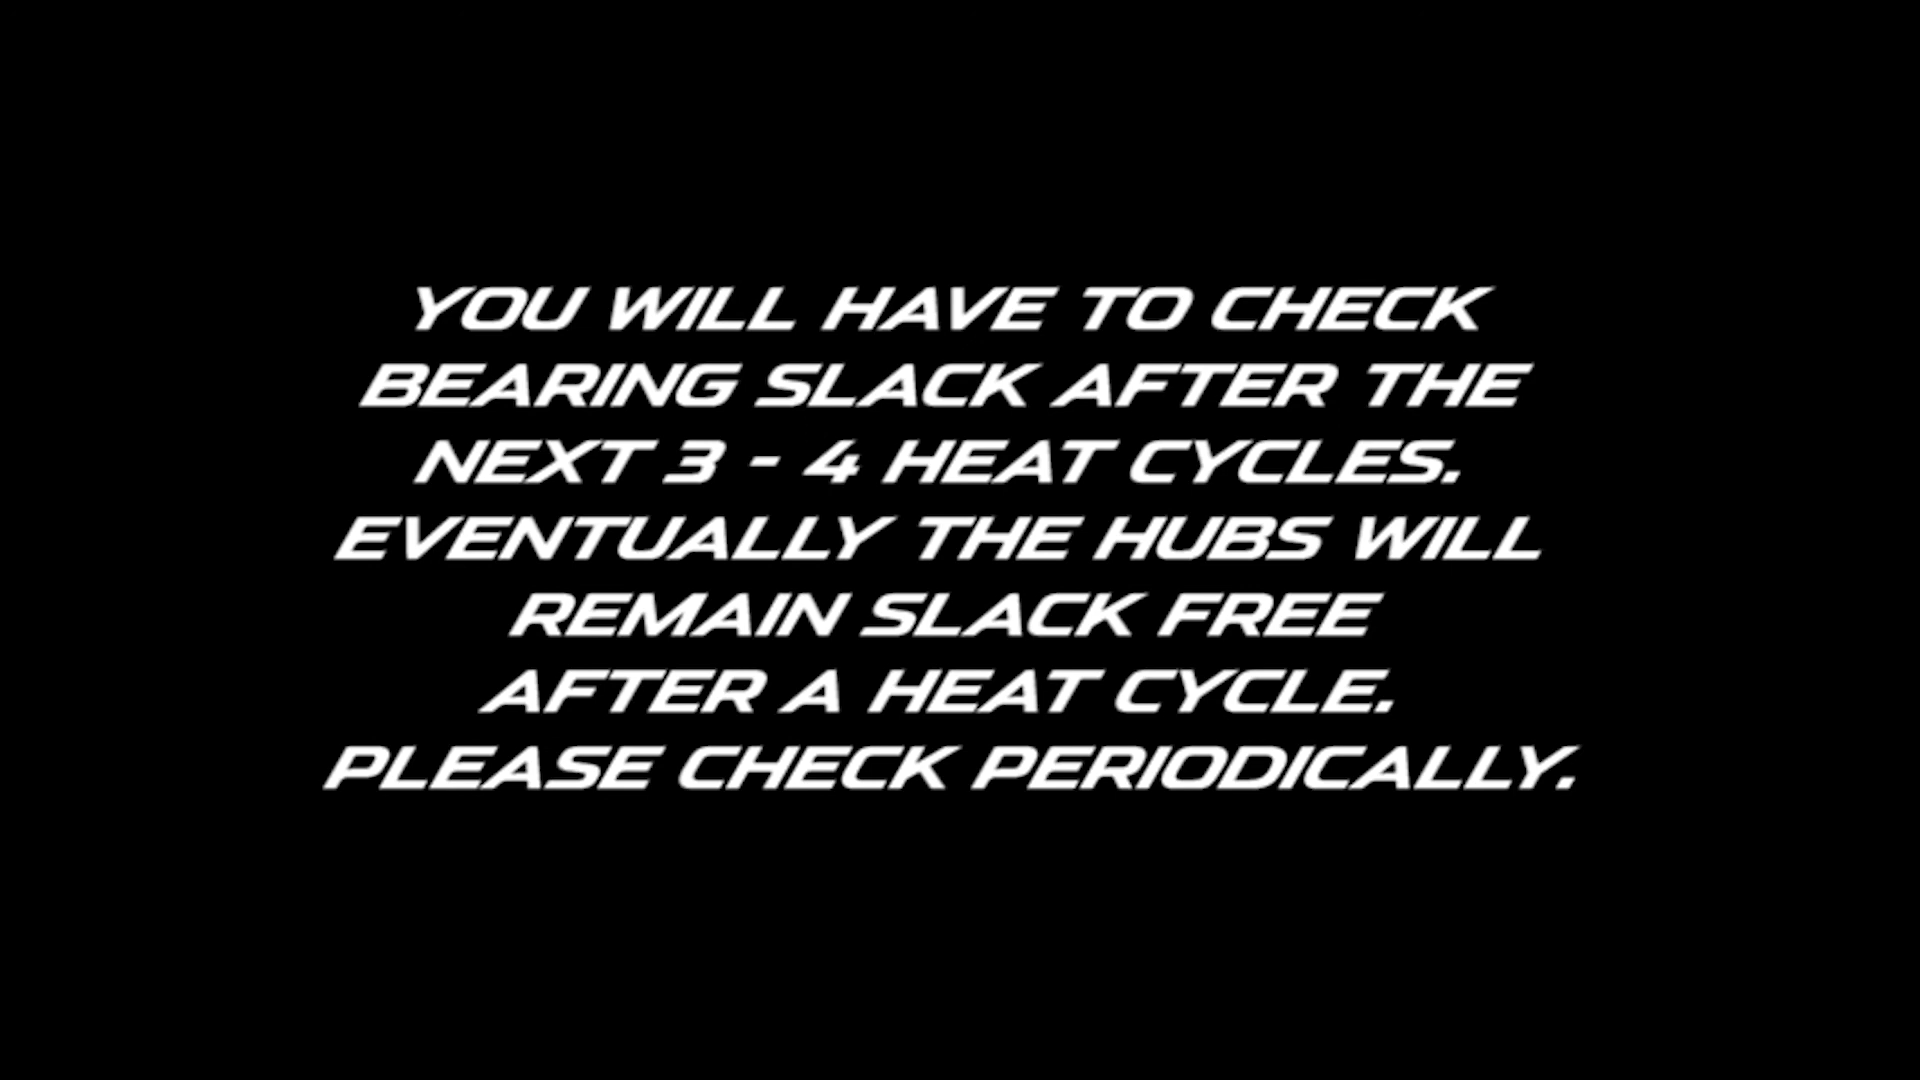 YOU WILL HAVE TO CHECK
BEARING SLACK AFTER THE
NEXT 3 - 4 HEAT CYCLES.
EVENTUALLY THE HUBS WILL
REMAIN SLACK FREE
AFTER A HEAT CYCLE.
PLEASE CHECK PERIODICALLY.